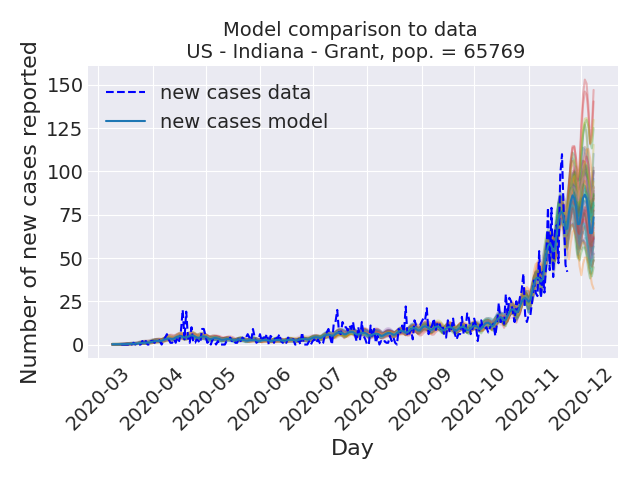 Model comparison to data
US - Indiana - Grant, pop. = 65769
Number of new cases reported
150
125
100
75
50
25
0
new cases data
new cases model
2020-03
2020-04
2020-05
2020-06
2020-07
2020-08
2020-09
2020-10
2020-11
2020-12
Day